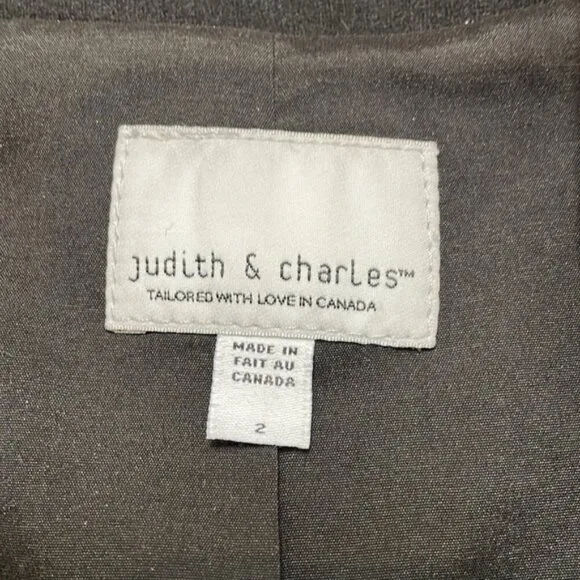 judith & charles™
TAILORED WITH LOVE IN CANADA
MADE IN
FAIT AU
CANADA
2